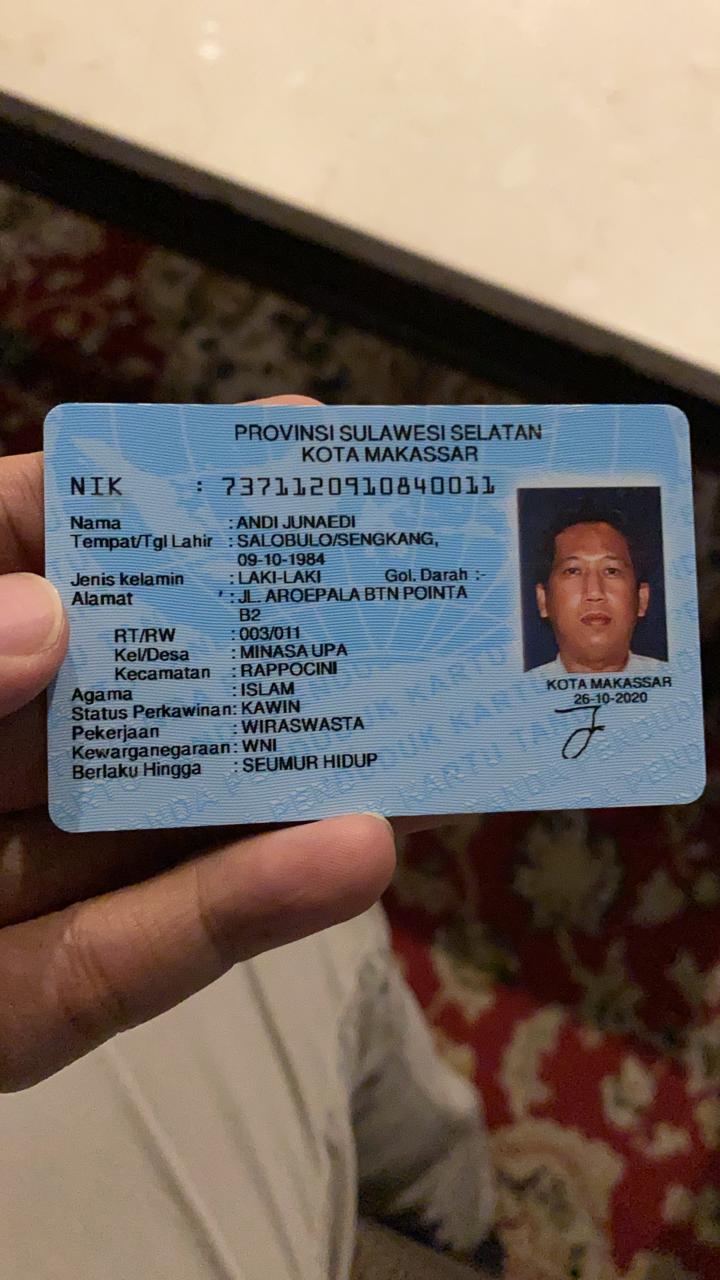 PROVINSI SULAWESI SELATAN
KOTA MAKASSAR
NIK : 7371120910840011
Nama : ANDI JUNAEDI
Tempat/Tgl Lahir : SALOBULO/SENGKANG,
09-10-1984
Jenis kelamin : LAKI-LAKI Gol. Darah :-
Alamat : JL. AROEPALA BTN POINTA
B2
RT/RW : 003/011
Kel/Desa : MINASA UPA
Kecamatan : RAPPOCINI
Agama : ISLAM
Status Perkawinan: KAWIN
Pekerjaan : WIRASWASTA
Kewarganegaraan: WNI
Berlaku Hingga : SEUMUR HIDUP
KOTA MAKASSAR
26-10-2020